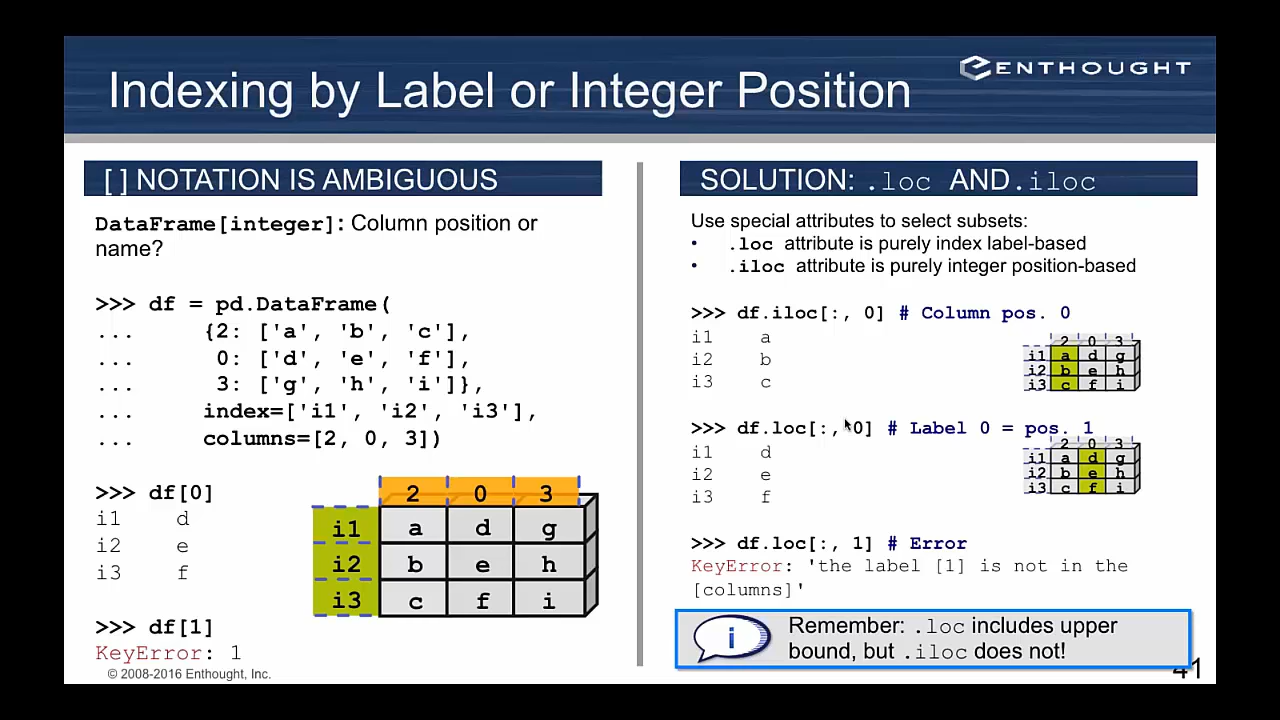 Indexing by Label or Integer Position
ENTHOUGHT
[ ] NOTATION IS AMBIGUOUS
DataFrame[integer]: Column position or
name?
>>> df = pd.DataFrame(
... {2: ['a', 'b', 'c'],
... 0: ['d', 'e', 'f'],
... 3: ['g', 'h', 'i']},
... index=['i1', 'i2', 'i3'],
... columns=[2, 0, 3])
>>> df[0]
i1 d
i2 e
i3 f
>>> df[1]
KeyError: 1
2 0 3
i1 a d g
i2 b e h
i3 c f i
© 2008-2016 Enthought, Inc.
SOLUTION: .loc AND .iloc
Use special attributes to select subsets:
• .loc attribute is purely index label-based
• .iloc attribute is purely integer position-based
>>> df.iloc[:, 0] # Column pos. 0
i1 a
i2 b
i3 c
2 0 3
i1 a d g
i2 b e h
i3 c f i
>>> df.loc[:, 0] # Label 0 = pos. 1
i1 d
i2 e
i3 f
2 0 3
i1 a d g
i2 b e h
i3 c f i
>>> df.loc[:, 1] # Error
KeyError: 'the label [1] is not in the
[columns]'
i
Remember: .loc includes upper
bound, but .iloc does not!
41